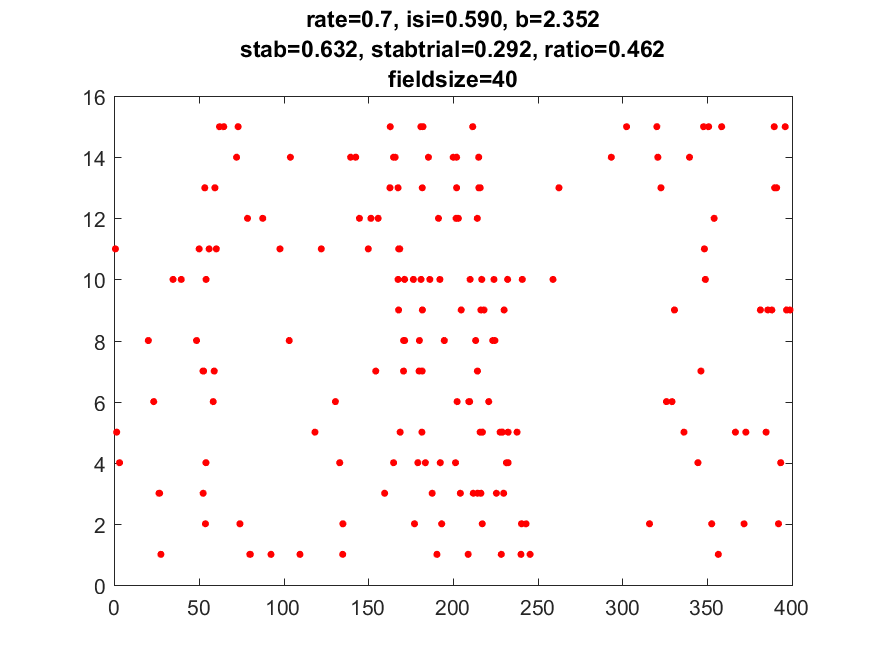 rate=0.7, isi=0.590, b=2.352
stab=0.632, stabtrial=0.292, ratio=0.462
fieldsize=40
16
14
12
10
8
6
4
2
0
0 50 100 150 200 250 300 350 400